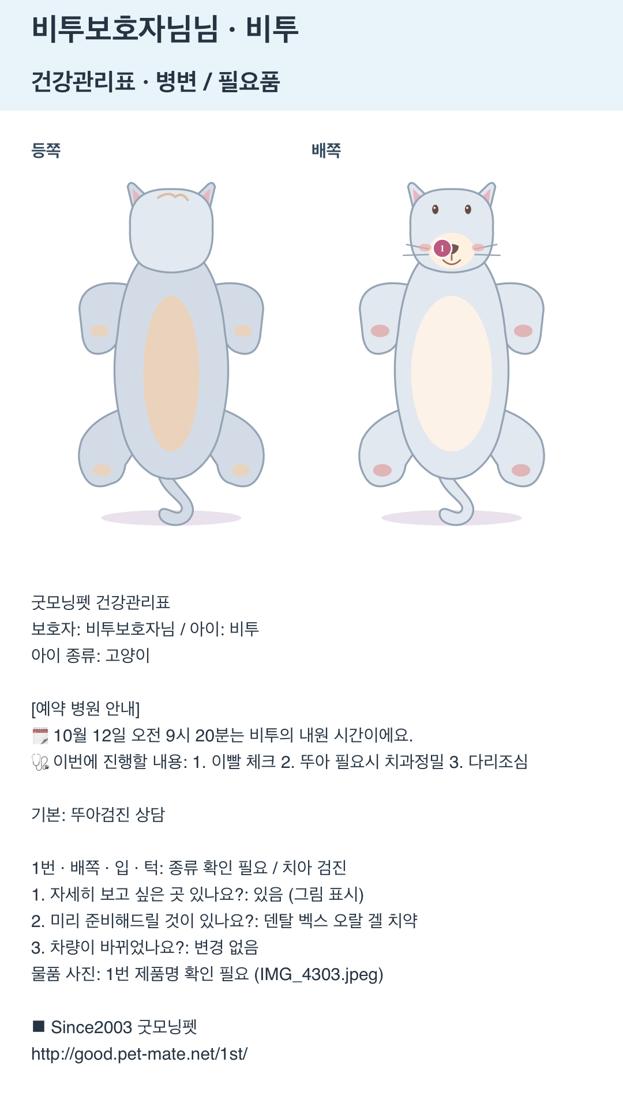 비투보호자님님 · 비투
건강관리표 · 병변 / 필요품
등쪽
배쪽
1
굿모닝펫 건강관리표
보호자: 비투보호자님 / 아이: 비투
아이 종류: 고양이
[예약 병원 안내]
🗓️ 10월 12일 오전 9시 20분는 비투의 내원 시간이에요.
🩺 이번에 진행할 내용: 1. 이빨 체크 2. 뚜아 필요시 치과정밀 3. 다리조심
기본: 뚜아검진 상담
1번 · 배쪽 · 입 · 턱: 종류 확인 필요 / 치아 검진
1. 자세히 보고 싶은 곳 있나요?: 있음 (그림 표시)
2. 미리 준비해드릴 것이 있나요?: 덴탈 벡스 오랄 겔 치약
3. 차량이 바뀌었나요?: 변경 없음
물품 사진: 1번 제품명 확인 필요 (IMG_4303.jpeg)
■ Since2003 굿모닝펫
http://good.pet-mate.net/1st/